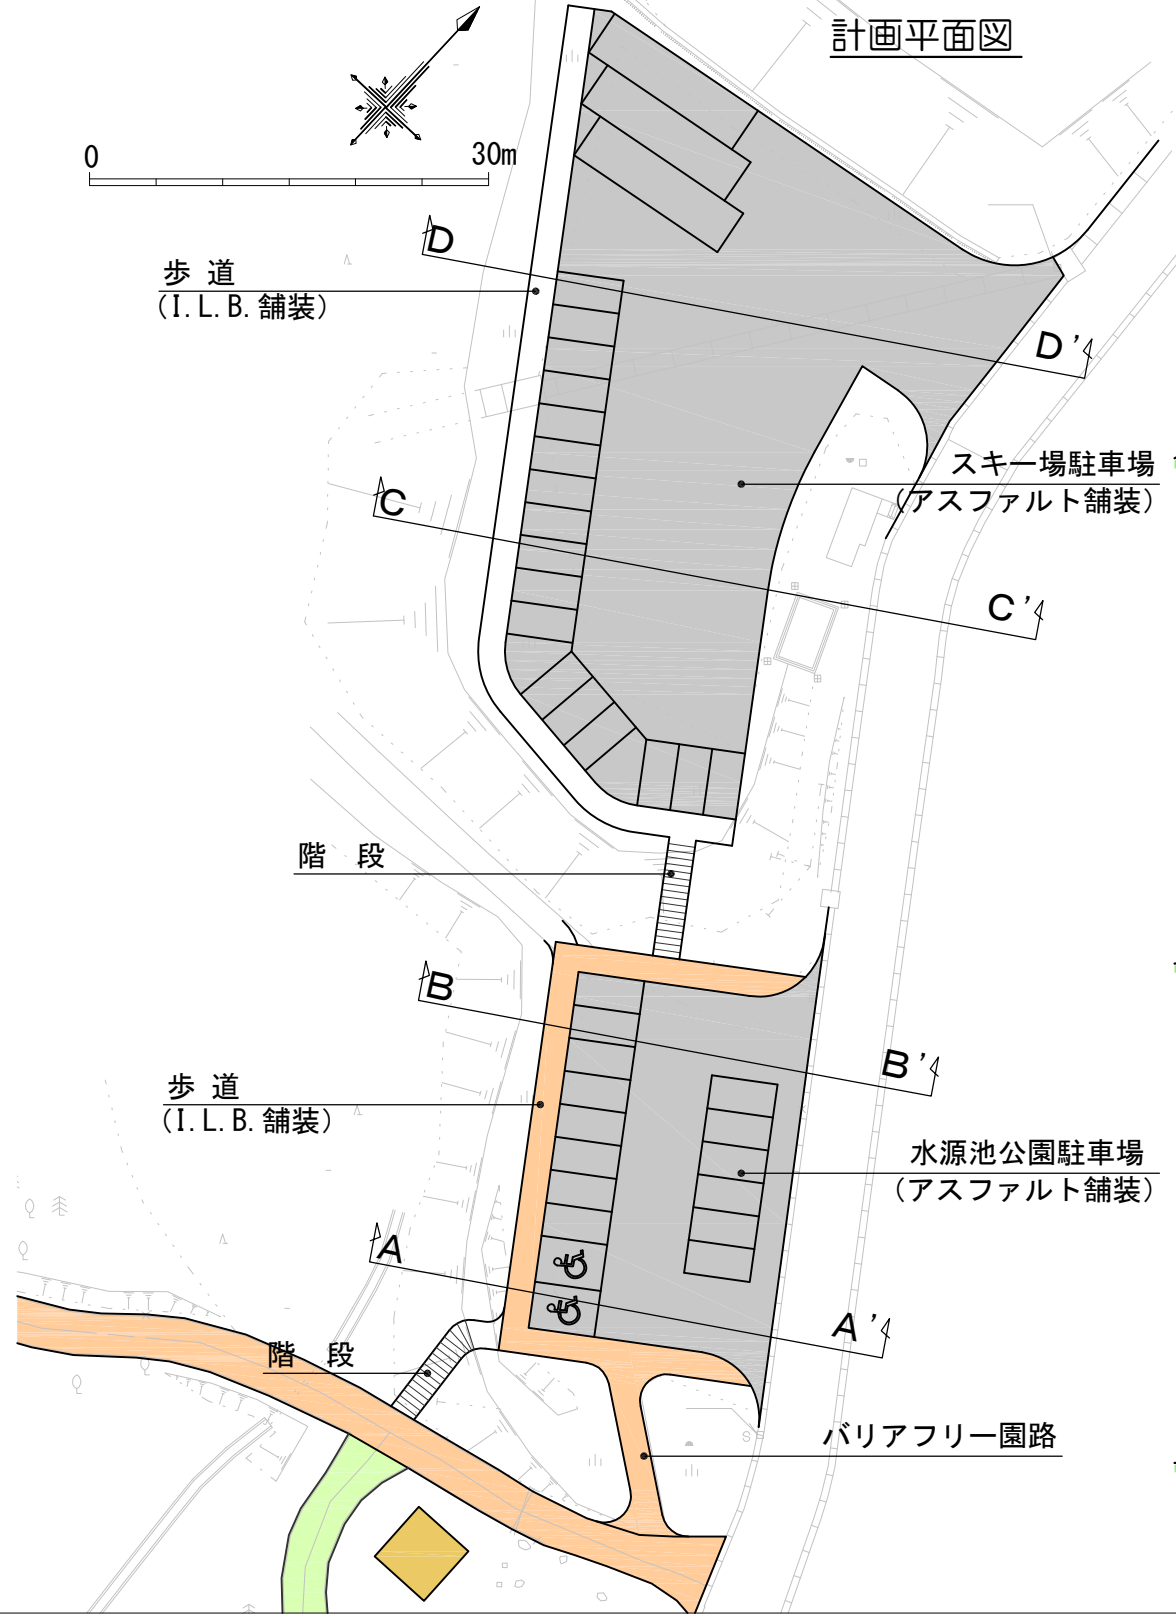 計画平面図
0
30m
D
歩 道
(I.L.B.舗装)
D'
スキー場駐車場
(アスファルト舗装)
C
C'
階 段
B
B'
歩 道
(I.L.B.舗装)
水源池公園駐車場
(アスファルト舗装)
A
A'
階 段
バリアフリー園路